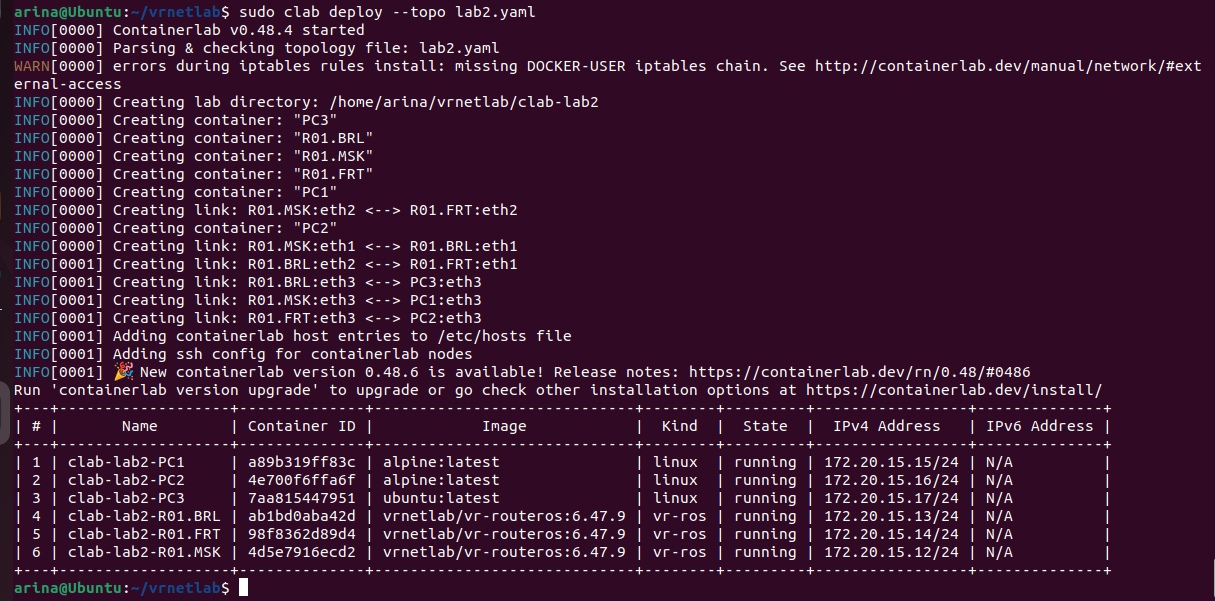 arina@Ubuntu:~/vrnetlab$ sudo clab deploy --topo lab2.yaml
INFO[0000] Containerlab v0.48.4 started
INFO[0000] Parsing & checking topology file: lab2.yaml
WARN[0000] errors during iptables rules install: missing DOCKER-USER iptables chain. See http://containerlab.dev/manual/network/#ext
ernal-access
INFO[0000] Creating lab directory: /home/arina/vrnetlab/clab-lab2
INFO[0000] Creating container: "PC3"
INFO[0000] Creating container: "R01.BRL"
INFO[0000] Creating container: "R01.MSK"
INFO[0000] Creating container: "R01.FRT"
INFO[0000] Creating container: "PC1"
INFO[0000] Creating link: R01.MSK:eth2 <--> R01.FRT:eth2
INFO[0000] Creating container: "PC2"
INFO[0000] Creating link: R01.MSK:eth1 <--> R01.BRL:eth1
INFO[0001] Creating link: R01.BRL:eth2 <--> R01.FRT:eth1
INFO[0001] Creating link: R01.BRL:eth3 <--> PC3:eth3
INFO[0001] Creating link: R01.MSK:eth3 <--> PC1:eth3
INFO[0001] Creating link: R01.FRT:eth3 <--> PC2:eth3
INFO[0001] Adding containerlab host entries to /etc/hosts file
INFO[0001] Adding ssh config for containerlab nodes
INFO[0001] 🎉 New containerlab version 0.48.6 is available! Release notes: https://containerlab.dev/rn/0.48/#0486
Run 'containerlab version upgrade' to upgrade or go check other installation options at https://containerlab.dev/install/
+---+-------------------+--------------+-----------------------------+--------+---------+-----------------+--------------+
| # |       Name        | Container ID |            Image            |  Kind  |  State  |  IPv4 Address   | IPv6 Address |
+---+-------------------+--------------+-----------------------------+--------+---------+-----------------+--------------+
| 1 | clab-lab2-PC1     | a89b319ff83c | alpine:latest               | linux  | running | 172.20.15.15/24 | N/A          |
| 2 | clab-lab2-PC2     | 4e700f6ffa6f | alpine:latest               | linux  | running | 172.20.15.16/24 | N/A          |
| 3 | clab-lab2-PC3     | 7aa815447951 | ubuntu:latest               | linux  | running | 172.20.15.17/24 | N/A          |
| 4 | clab-lab2-R01.BRL | ab1bd0aba42d | vrnetlab/vr-routeros:6.47.9 | vr-ros | running | 172.20.15.13/24 | N/A          |
| 5 | clab-lab2-R01.FRT | 98f8362d89d4 | vrnetlab/vr-routeros:6.47.9 | vr-ros | running | 172.20.15.14/24 | N/A          |
| 6 | clab-lab2-R01.MSK | 4d5e7916ecd2 | vrnetlab/vr-routeros:6.47.9 | vr-ros | running | 172.20.15.12/24 | N/A          |
+---+-------------------+--------------+-----------------------------+--------+---------+-----------------+--------------+
arina@Ubuntu:~/vrnetlab$